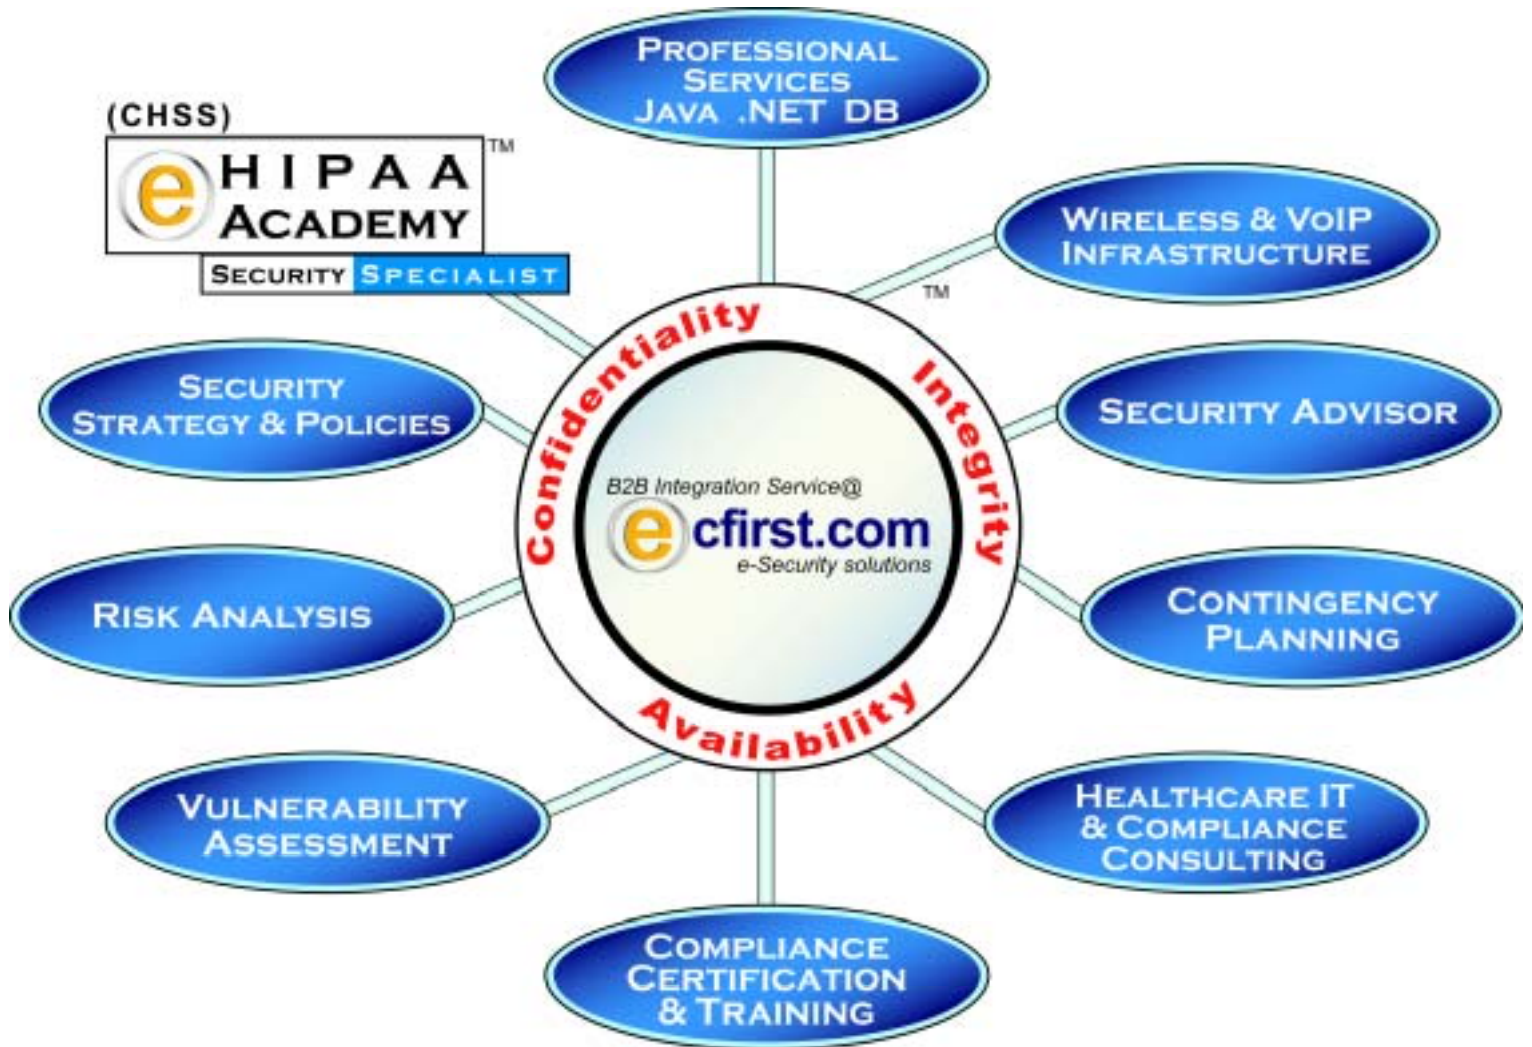 PROFESSIONAL
SERVICES
JAVA .NET DB
(CHSS)
e HIPAA TM
ACADEMY
SECURITY SPECIALIST
WIRELESS & VOIP
INFRASTRUCTURE
TM
SECURITY
STRATEGY & POLICIES
SECURITY ADVISOR
Confidentiality
Integrity
Availability
B2B Integration Service@
e cfirst.com
e-Security solutions
RISK ANALYSIS
CONTINGENCY
PLANNING
VULNERABILITY
ASSESSMENT
HEALTHCARE IT
& COMPLIANCE
CONSULTING
COMPLIANCE
CERTIFICATION
& TRAINING